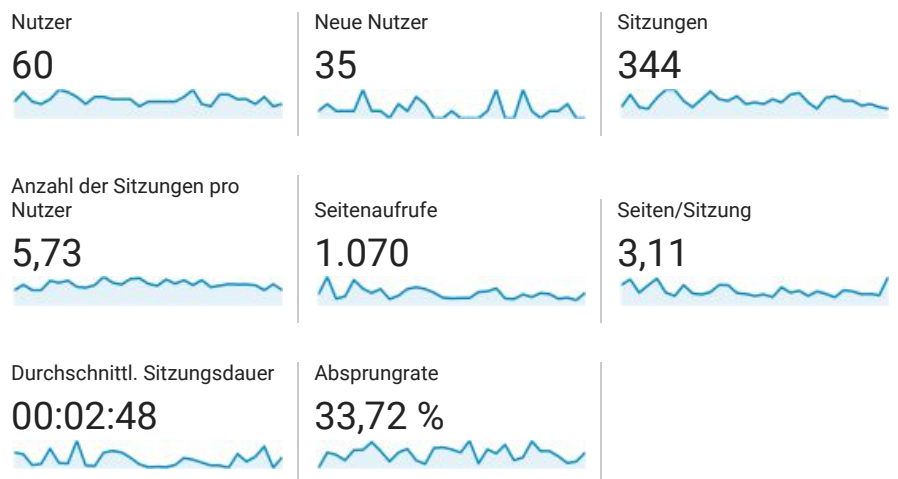 Nutzer
60
Neue Nutzer
35
Sitzungen
344
Anzahl der Sitzungen pro
Nutzer
5,73
Seitenaufrufe
1.070
Seiten/Sitzung
3,11
Durchschnittl. Sitzungsdauer
00:02:48
Absprungrate
33,72 %